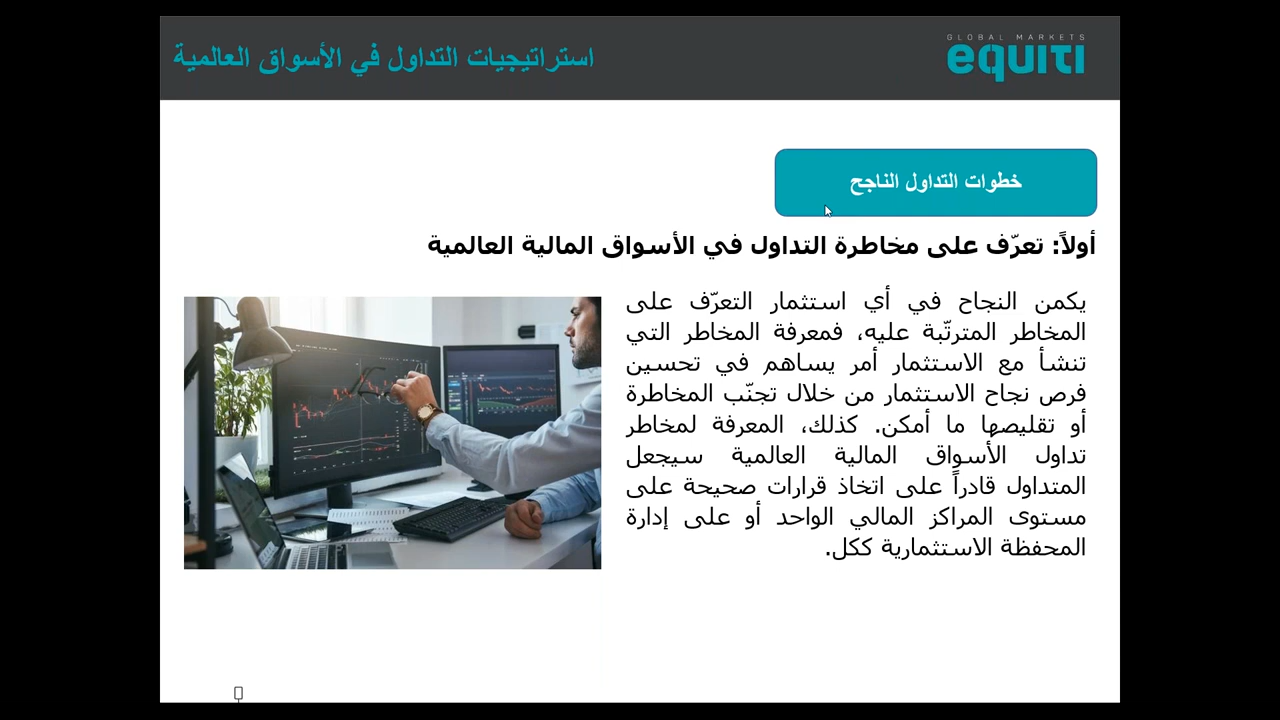 استراتيجيات التداول في الأسواق العالمية
GLOBAL MARKETS
equiti
خطوات التداول الناجح
أولاً: تعرّف على مخاطرة التداول في الأسواق المالية العالمية
يكمن النجاح في أي استثمار التعرّف على
المخاطر المترتّبة عليه، فمعرفة المخاطر التي
تنشأ مع الاستثمار أمر يساهم في تحسين
فرص نجاح الاستثمار من خلال تجنّب المخاطرة
أو تقليصها ما أمكن. كذلك، المعرفة لمخاطر
تداول الأسواق المالية العالمية سيجعل
المتداول قادراً على اتخاذ قرارات صحيحة على
مستوى المراكز المالي الواحد أو على إدارة
المحفظة الاستثمارية ككل.